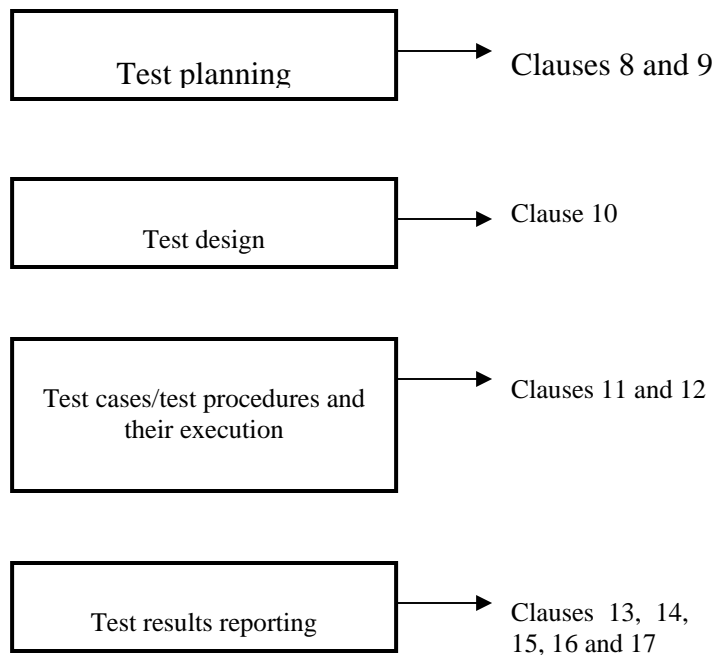 Test planning
Clauses 8 and 9
Test design
Clause 10
Test cases/test procedures and
their execution
Clauses 11 and 12
Test results reporting
Clauses 13, 14,
15, 16 and 17